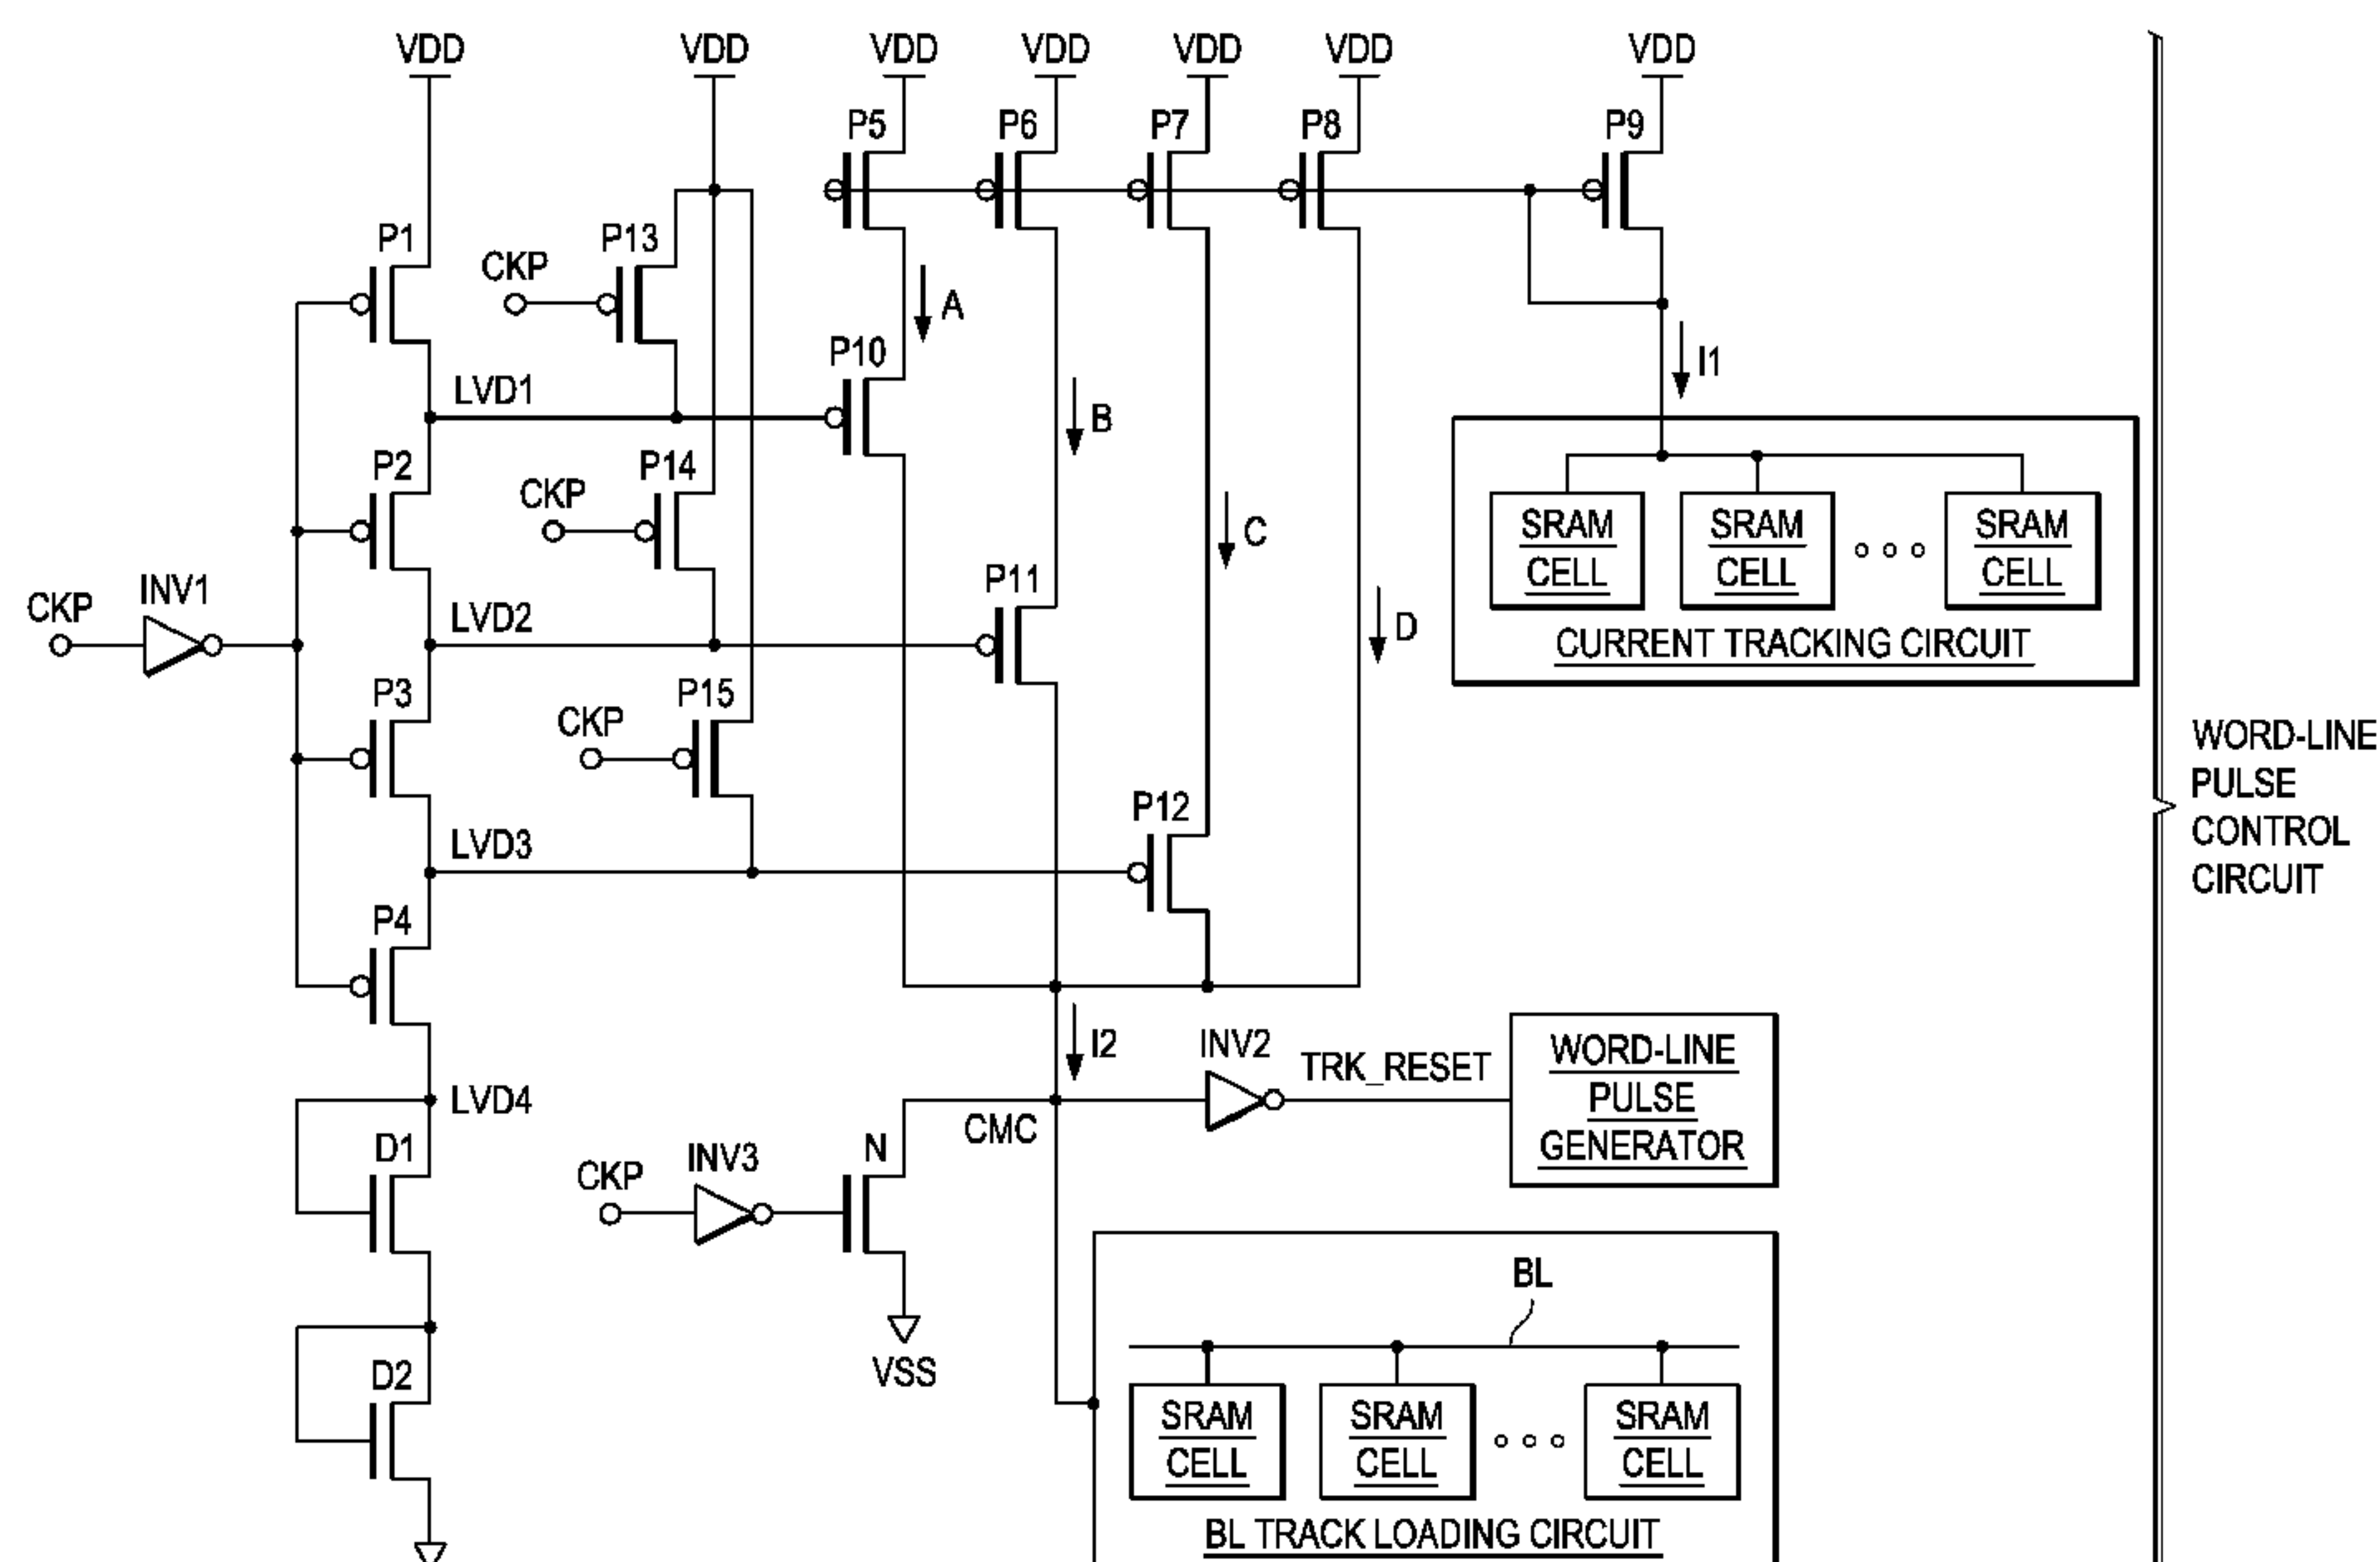 VDD VDD VDD VDD VDD VDD VDD
P5 P6 P7 P8 P9
P1 P13
CKP
A
P10
I1
LVD1
B
P2 P14
CKP
C
SRAM CELL
SRAM CELL
SRAM CELL
CURRENT TRACKING CIRCUIT
P11
CKP INV1
LVD2
D
P3 P15
CKP
WORD-LINE
PULSE
CONTROL
CIRCUIT
P12
LVD3
P4
I2
INV2
TRK_RESET
WORD-LINE
PULSE
GENERATOR
LVD4
CMC
D1
CKP INV3 N
VSS
BL
D2
SRAM CELL
SRAM CELL
SRAM CELL
BL TRACK LOADING CIRCUIT